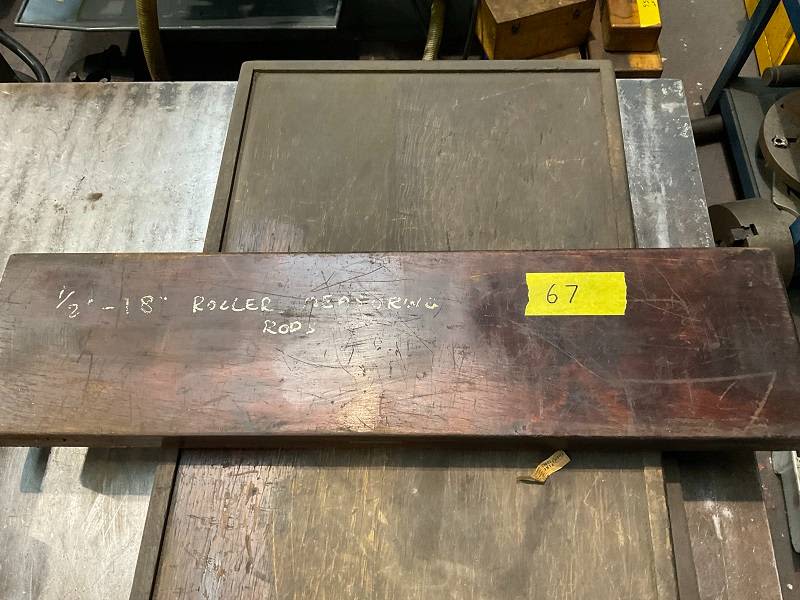 1/2" - 18" ROLLER MEASURING
RODS
67